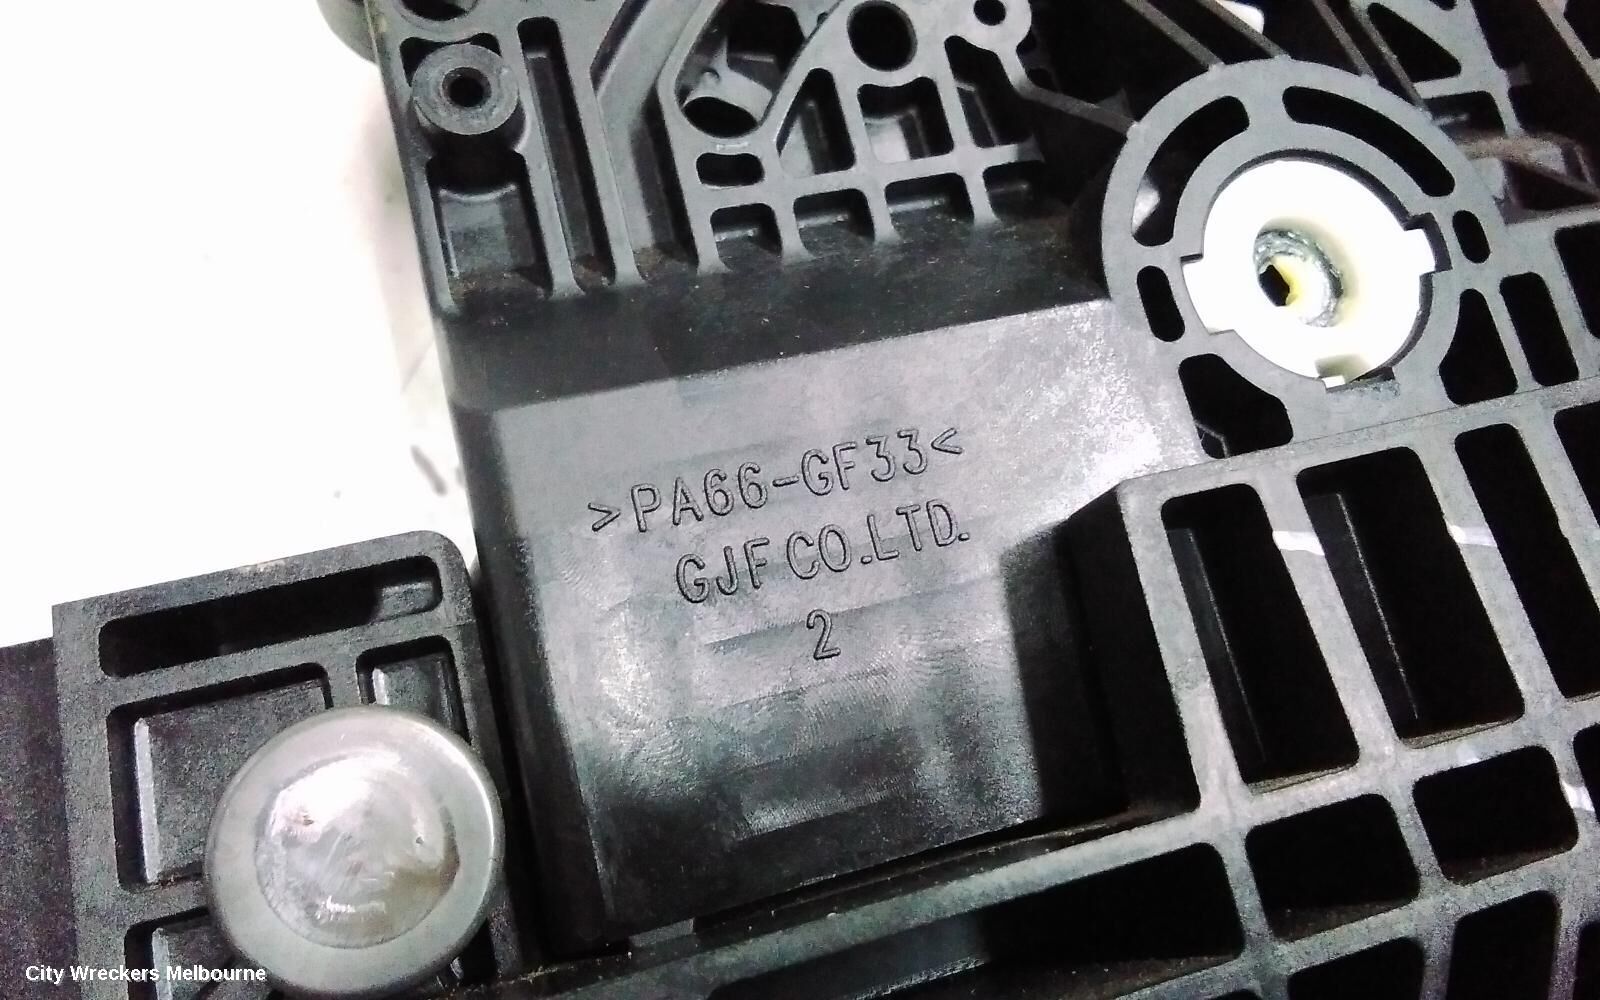 >PA66-GF33<
GJF CO.LTD.
2
City Wreckers Melbourne